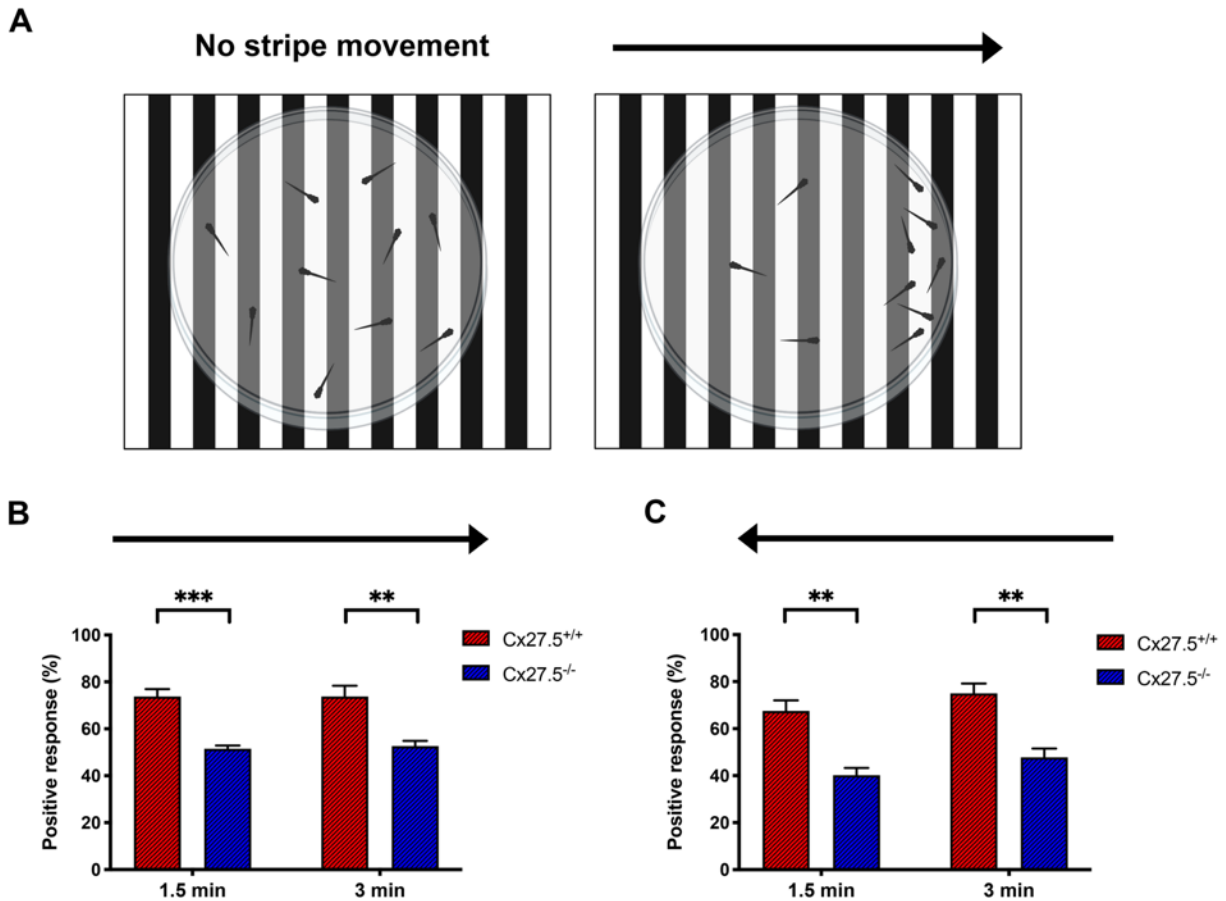 A
No stripe movement
B
***
**
Cx27.5+/+
Cx27.5-/-
Positive response (%)
100
80
60
40
20
0
1.5 min
3 min
C
**
**
Cx27.5+/+
Cx27.5-/-
Positive response (%)
100
80
60
40
20
0
1.5 min
3 min